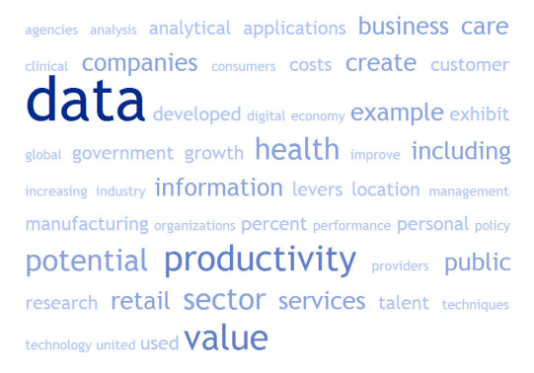 agencies analysis analytical applications business care
clinical companies consumers costs create customer
data developed digital economy example exhibit
global government growth health improve including
increasing industry information levers location management
manufacturing organizations percent performance personal policy
potential productivity providers public
research retail sector services talent techniques
technology united used value